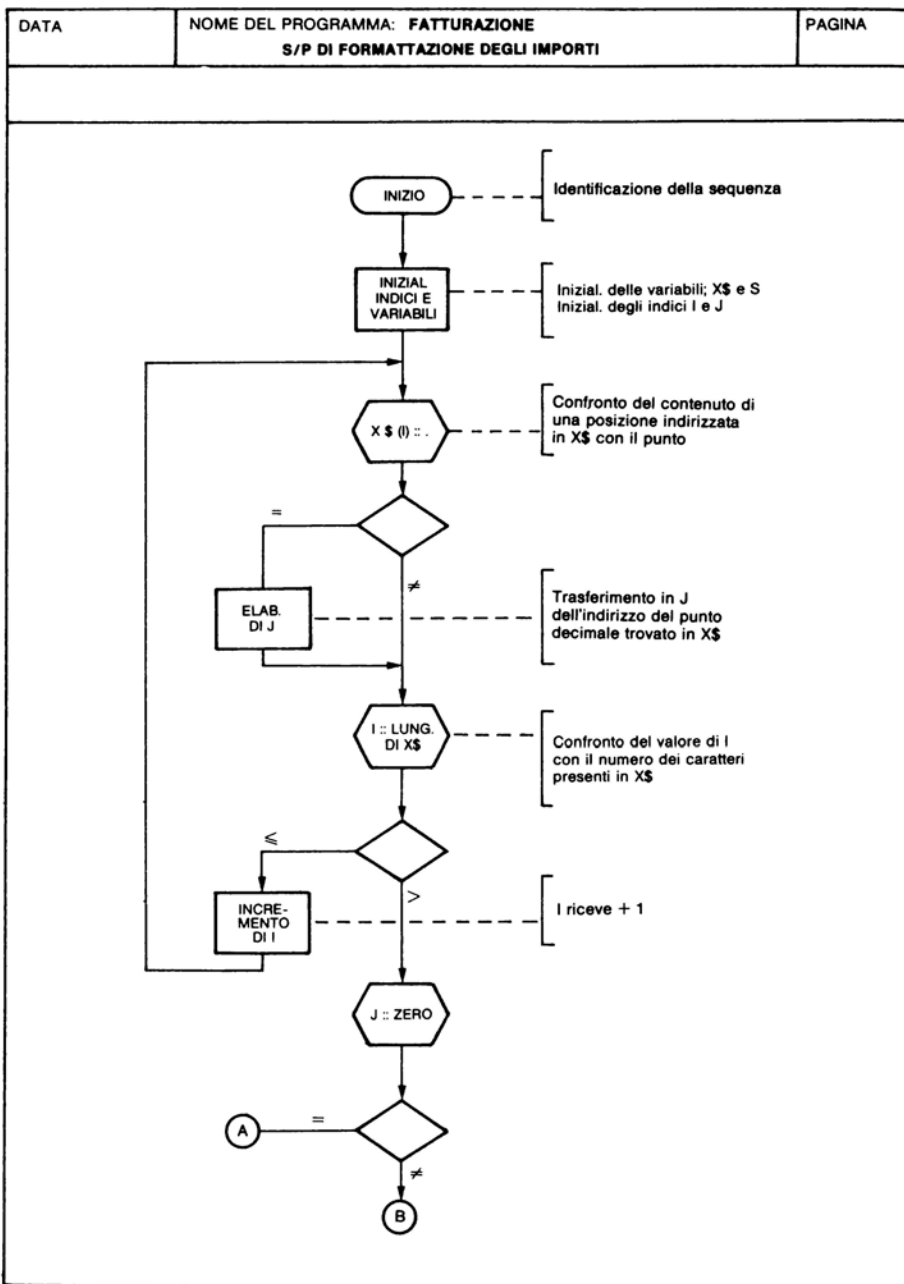 DATA
NOME DEL PROGRAMMA: FATTURAZIONE
S/P DI FORMATTAZIONE DEGLI IMPORTI
PAGINA
INIZIO
Identificazione della sequenza
INIZIAL
INDICI E
VARIABILI
Inizial. delle variabili; X$ e S
Inizial. degli indici I e J
X $ (I) :: .
Confronto del contenuto di
una posizione indirizzata
in X$ con il punto
=
≠
ELAB.
DI J
Trasferimento in J
dell'indirizzo del punto
decimale trovato in X$
I :: LUNG.
DI X$
Confronto del valore di I
con il numero dei caratteri
presenti in X$
⩽
>
INCRE-
MENTO
DI I
I riceve + 1
J :: ZERO
A
=
≠
B